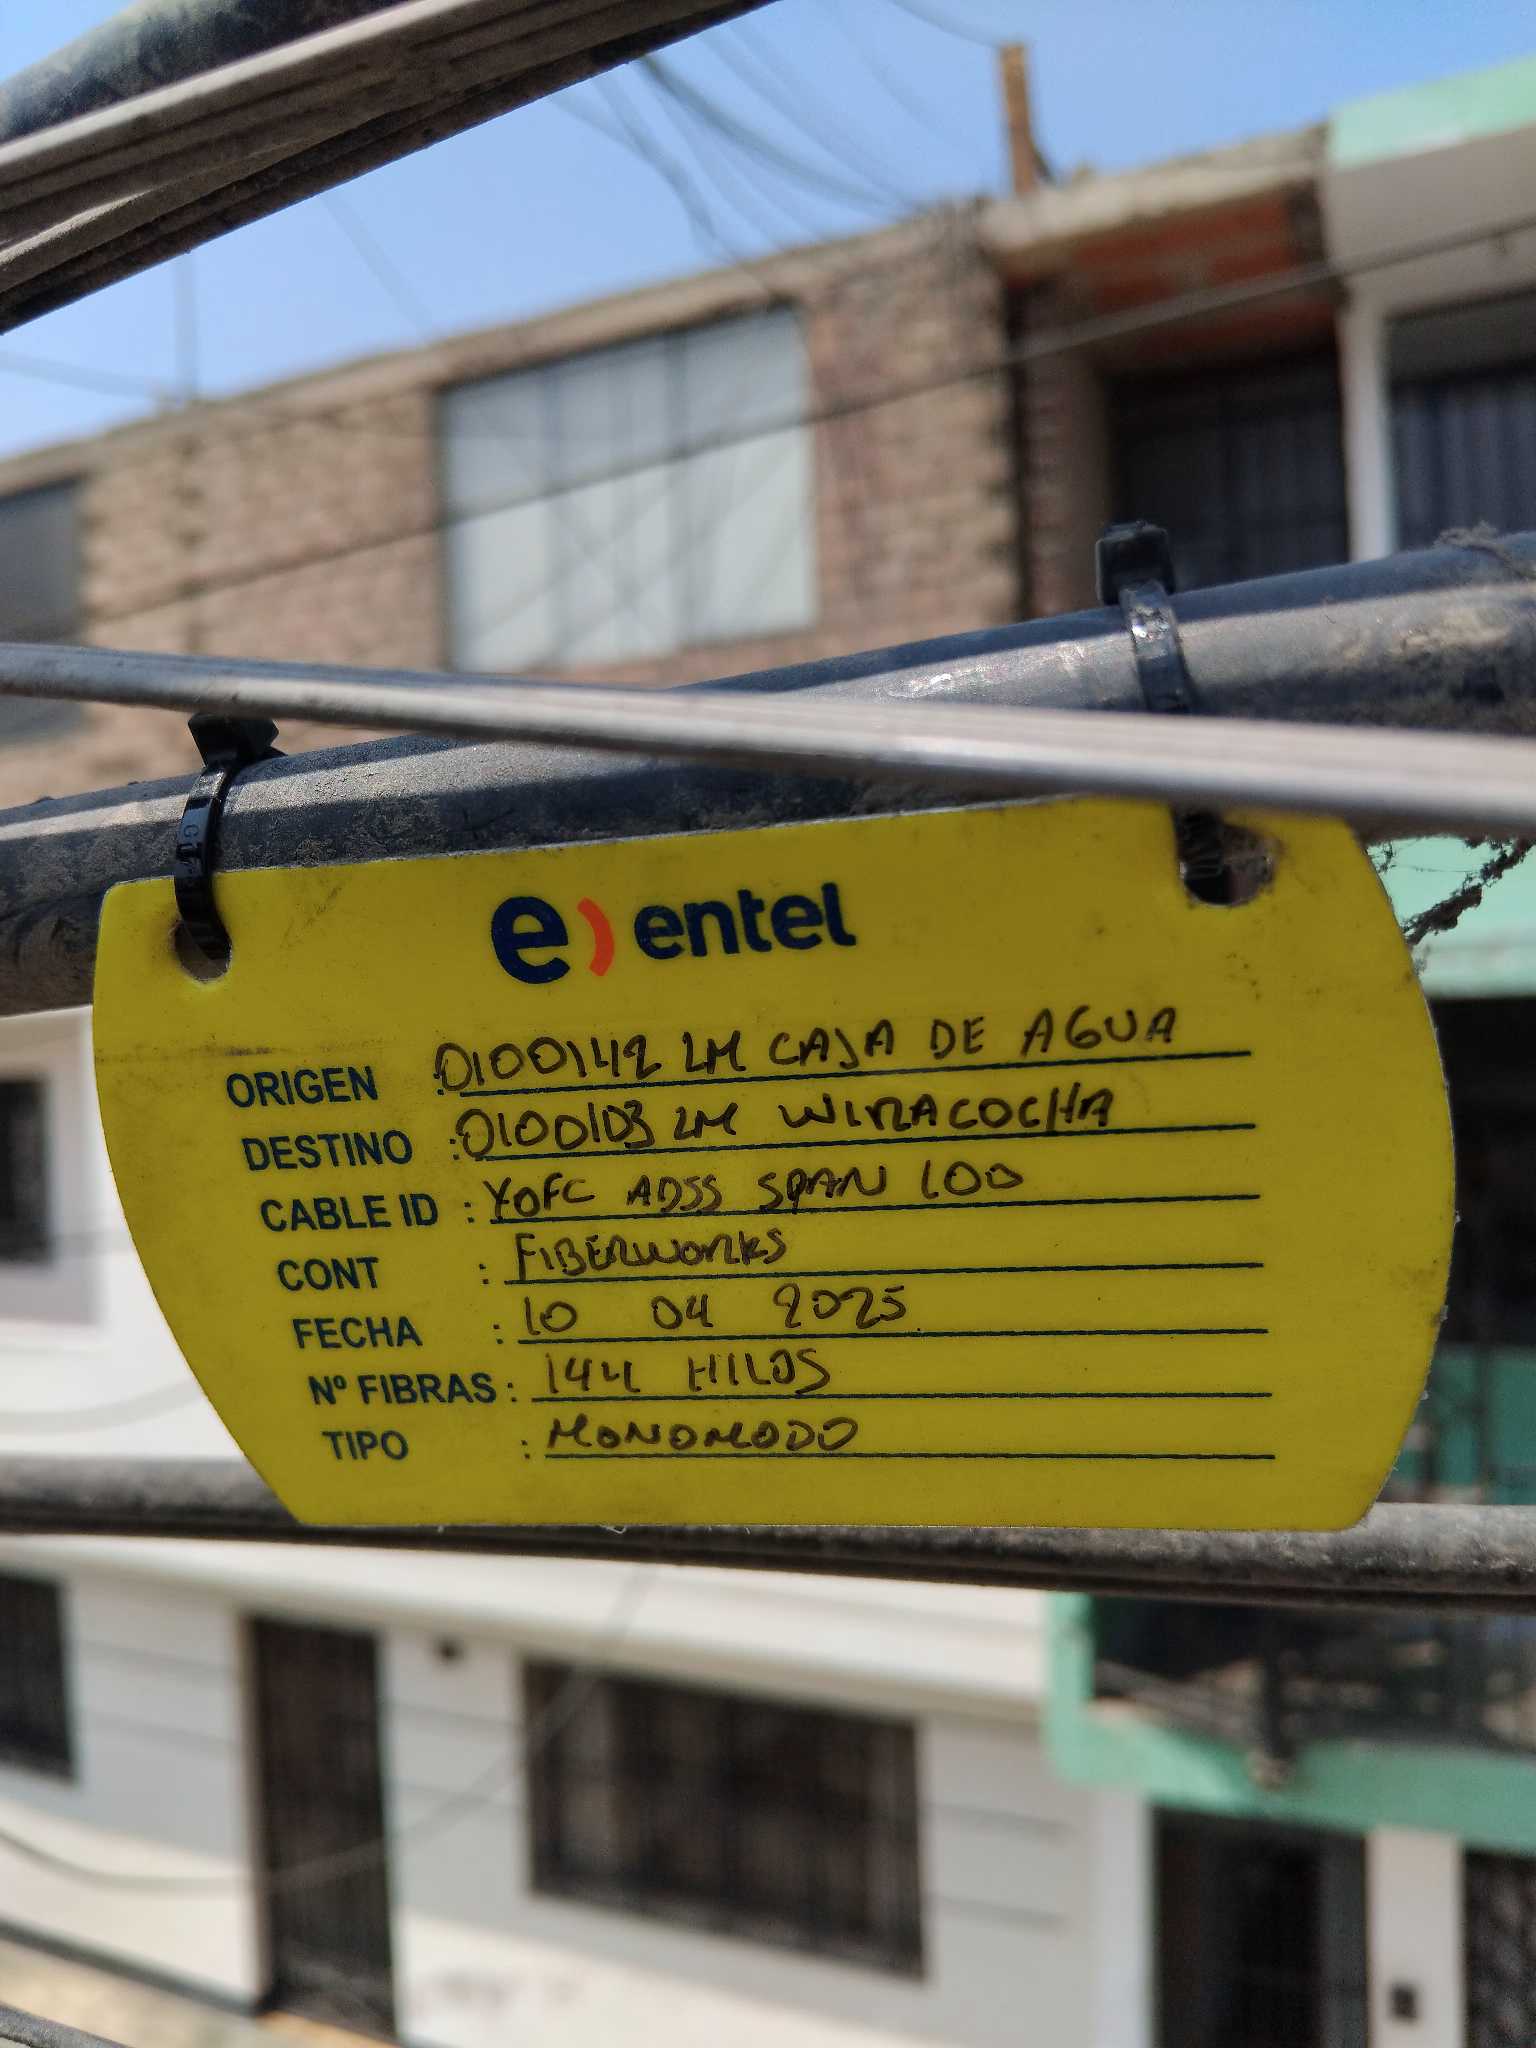 e) entel
ORIGEN : 0100142 LM CAJA DE AGUA
DESTINO : 0100103 LM WIRACOCHA
CABLE ID : YOFC ADSS SPAN 100
CONT : FIBERWORKS
FECHA : 10 04 2025
Nº FIBRAS : 144 HILOS
TIPO : MONOMODO